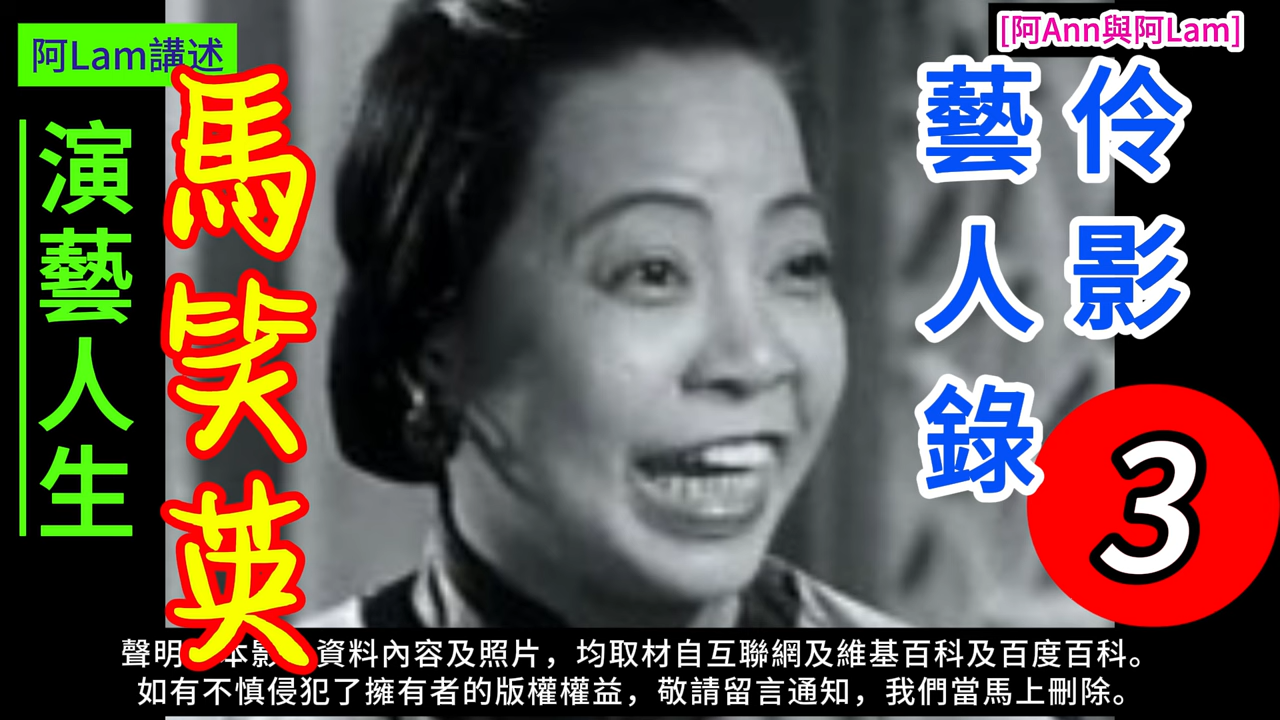 阿Lam講述
[阿Ann與阿Lam]
演藝人生
馬笑英
伶影
藝人錄
3
聲明 本影 資料內容及照片，均取材自互聯網及維基百科及百度百科。
如有不慎侵犯了擁有者的版權權益，敬請留言通知，我們當馬上刪除。